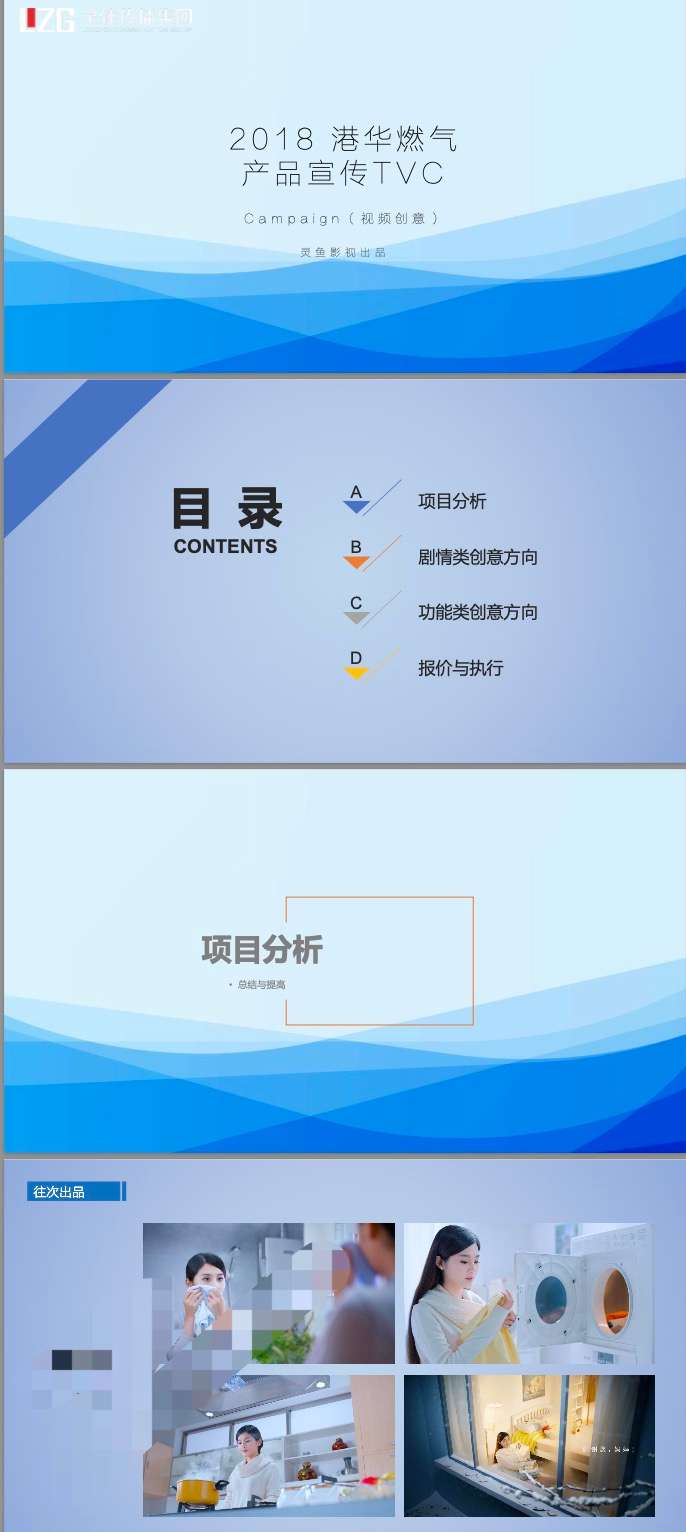 2018 港华燃气
产品宣传TVC
Campaign（视频创意）
灵鱼影视出品
目 录
CONTENTS
A
项目分析
B
剧情类创意方向
C
功能类创意方向
D
报价与执行
项目分析
• 总结与提高
往次出品